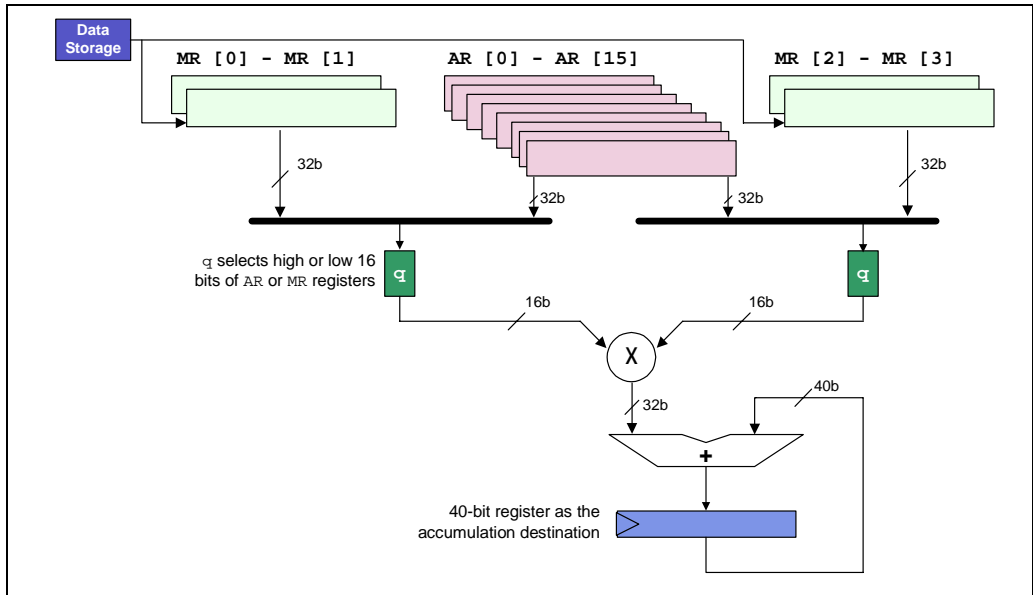 Data
Storage
MR [0] - MR [1]
AR [0] - AR [15]
MR [2] - MR [3]
32b
32b
32b
32b
q selects high or low 16
bits of AR or MR registers
q
q
16b
16b
X
32b
40b
+
40-bit register as the
accumulation destination